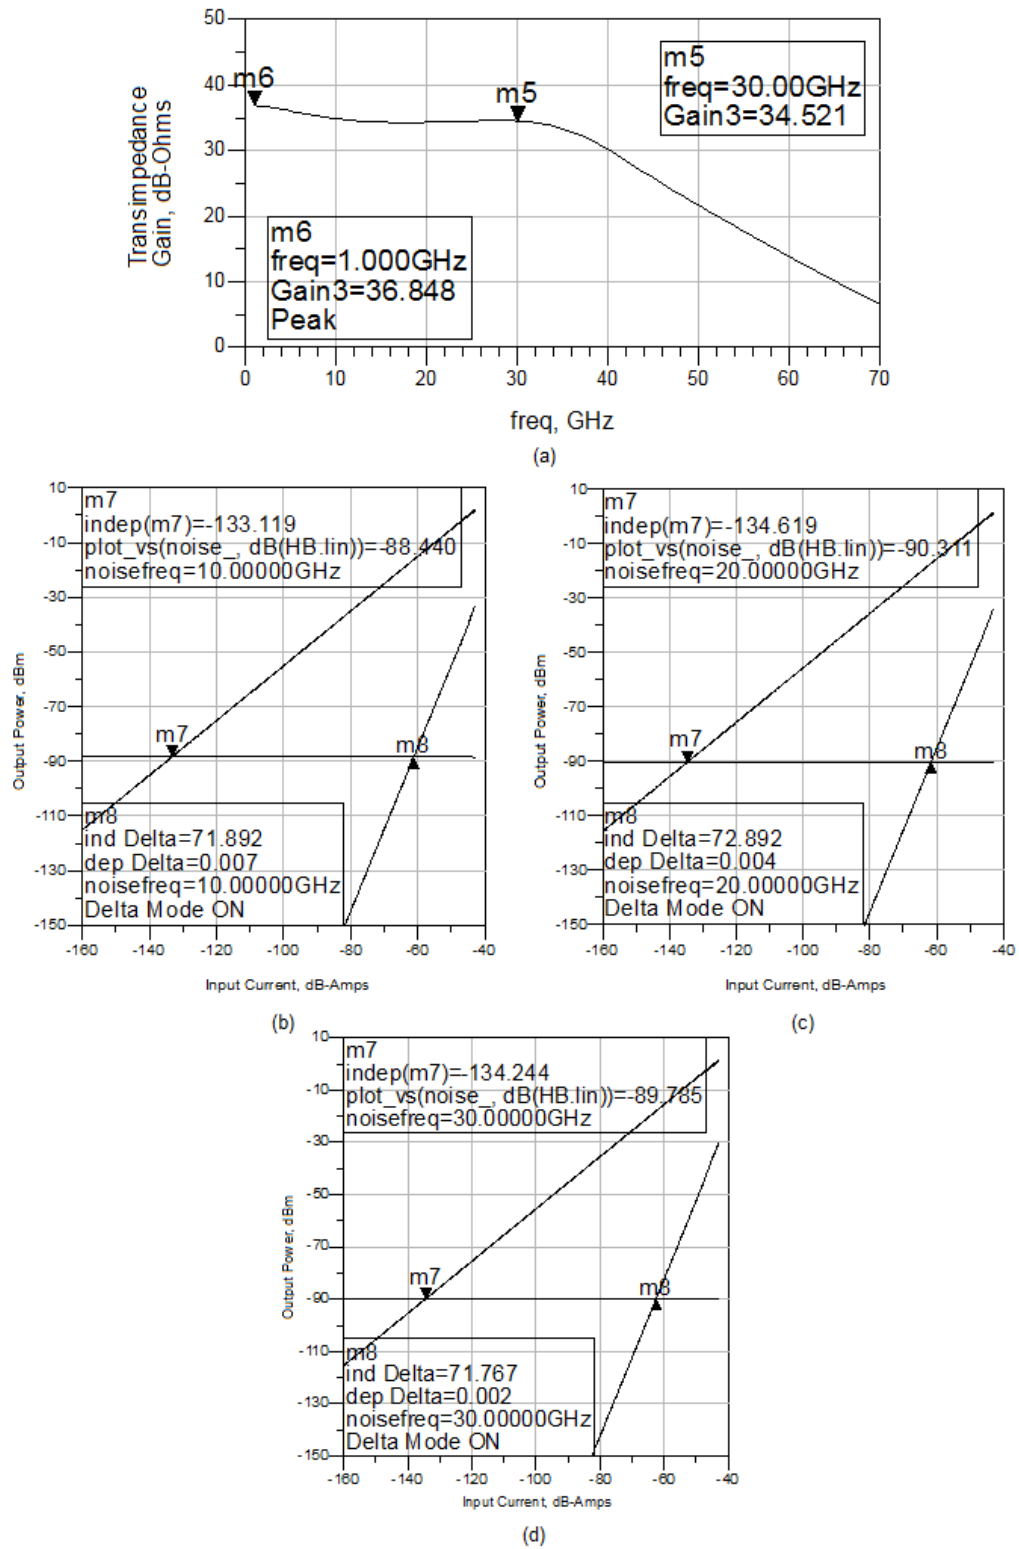 50
40
30
20
10
0
Transimpedance
Gain, dB-Ohms
m6
m5
m5
freq=30.00GHz
Gain3=34.521
m6
freq=1.000GHz
Gain3=36.848
Peak
0 10 20 30 40 50 60 70
freq, GHz
(a)
10
-10
-30
-50
-70
-90
-110
-130
-150
Output Power, dBm
m7
indep(m7)=-133.119
plot_vs(noise_, dB(HB.lin))=-88.440
noisefreq=10.00000GHz
m7
m8
m8
ind Delta=71.892
dep Delta=0.007
noisefreq=10.00000GHz
Delta Mode ON
-160 -140 -120 -100 -80 -60 -40
Input Current, dB-Amps
(b)
10
-10
-30
-50
-70
-90
-110
-130
-150
Output Power, dBm
m7
indep(m7)=-134.619
plot_vs(noise_, dB(HB.lin))=-90.311
noisefreq=20.00000GHz
m7
m8
m8
ind Delta=72.892
dep Delta=0.004
noisefreq=20.00000GHz
Delta Mode ON
-160 -140 -120 -100 -80 -60 -40
Input Current, dB-Amps
(c)
10
-10
-30
-50
-70
-90
-110
-130
-150
Output Power, dBm
m7
indep(m7)=-134.244
plot_vs(noise_, dB(HB.lin))=-89.785
noisefreq=30.00000GHz
m7
m8
m8
ind Delta=71.767
dep Delta=0.002
noisefreq=30.00000GHz
Delta Mode ON
-160 -140 -120 -100 -80 -60 -40
Input Current, dB-Amps
(d)